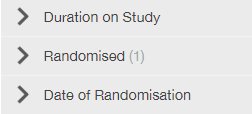 Duration on Study
Randomised (1)
Date of Randomisation